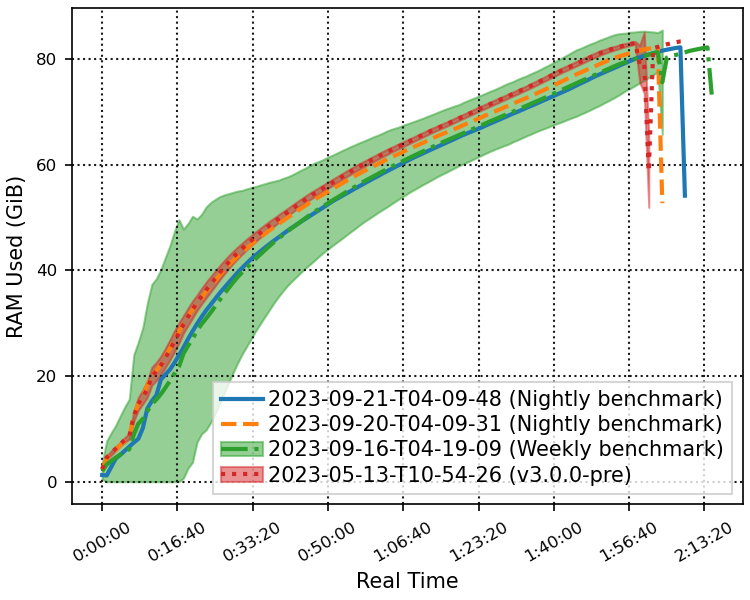 80
60
40
20
0
RAM Used (GiB)
2023-09-21-T04-09-48 (Nightly benchmark)
2023-09-20-T04-09-31 (Nightly benchmark)
2023-09-16-T04-19-09 (Weekly benchmark)
2023-05-13-T10-54-26 (v3.0.0-pre)
0:00:00 0:16:40 0:33:20 0:50:00 1:06:40 1:23:20 1:40:00 1:56:40 2:13:20
Real Time